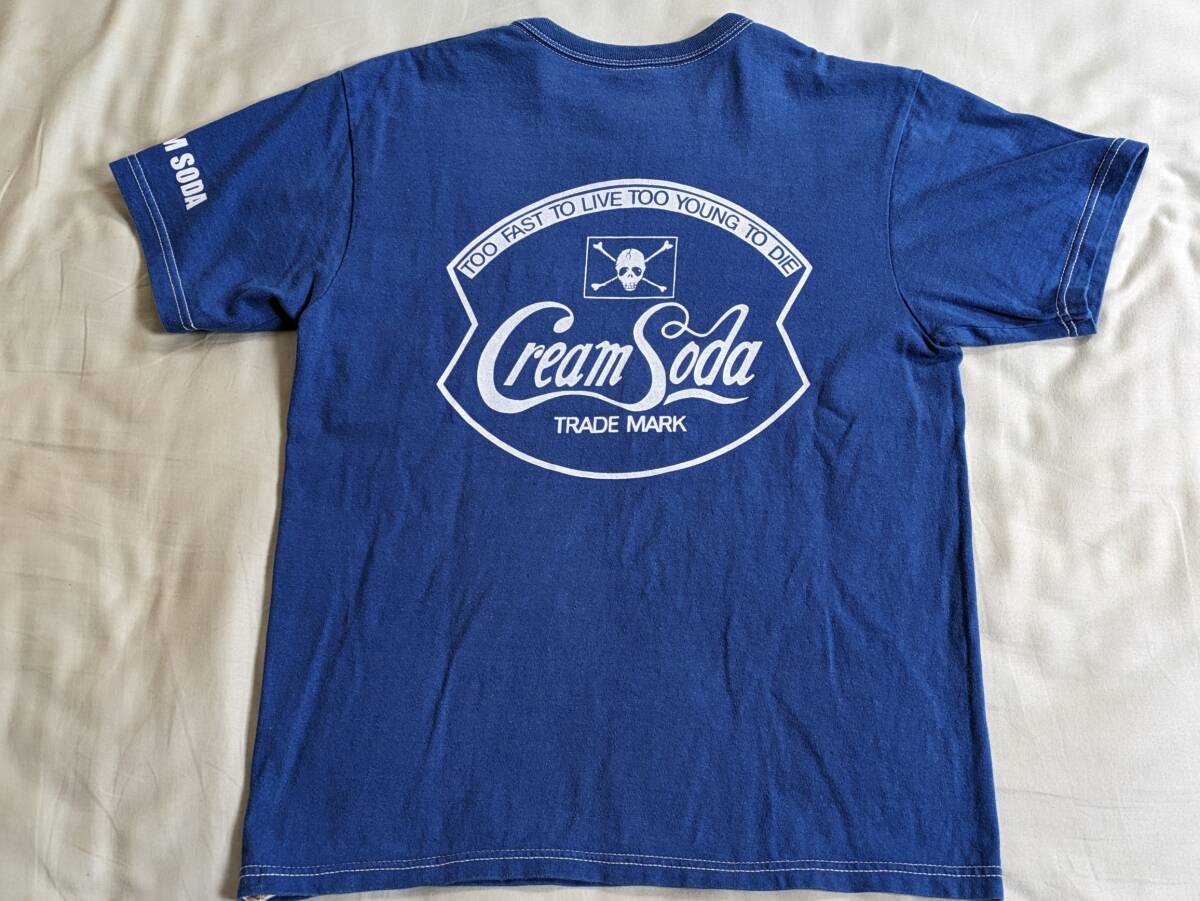 M SODA
TOO FAST TO LIVE TOO YOUNG TO DIE
Cream Soda
TRADE MARK